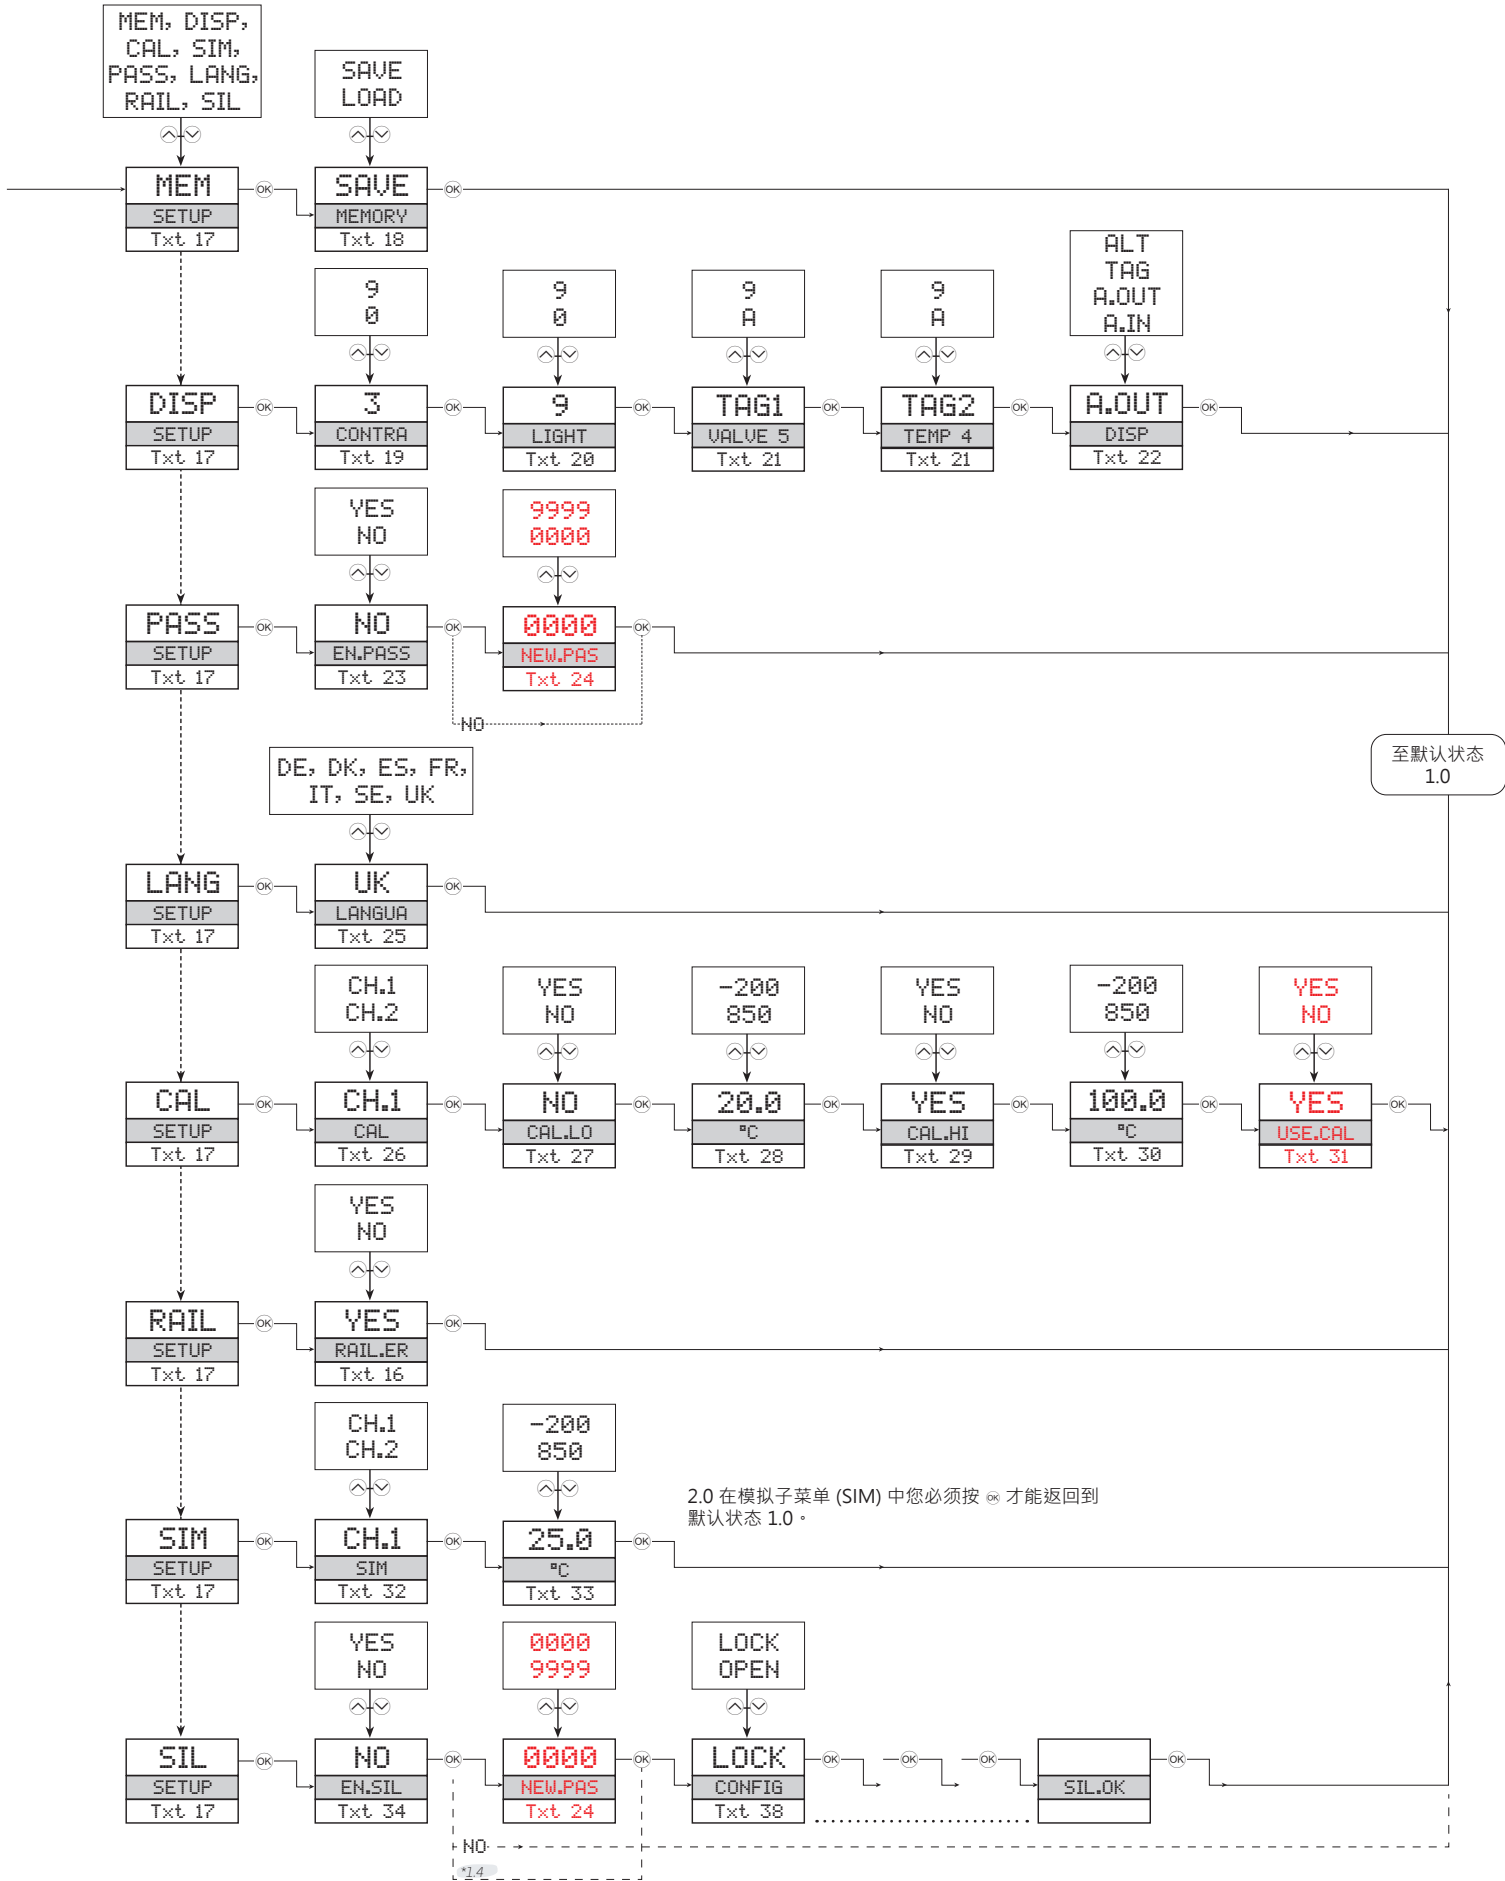 MEM, DISP,
CAL, SIM,
PASS, LANG,
RAIL, SIL
SAVE
LOAD
MEM
SETUP
Txt 17
OK
SAVE
MEMORY
Txt 18
OK
9
0
9
0
9
A
9
A
ALT
TAG
A.OUT
A.IN
DISP
SETUP
Txt 17
OK
3
CONTRA
Txt 19
OK
9
LIGHT
Txt 20
OK
TAG1
VALVE 5
Txt 21
OK
TAG2
TEMP 4
Txt 21
OK
A.OUT
DISP
Txt 22
OK
YES
NO
9999
0000
PASS
SETUP
Txt 17
OK
NO
EN.PASS
Txt 23
OK
0000
NEW.PAS
Txt 24
OK
NO
至默认状态
1.0
DE, DK, ES, FR,
IT, SE, UK
LANG
SETUP
Txt 17
OK
UK
LANGUA
Txt 25
OK
CH.1
CH.2
YES
NO
-200
850
YES
NO
-200
850
YES
NO
CAL
SETUP
Txt 17
OK
CH.1
CAL
Txt 26
OK
NO
CAL.LO
Txt 27
OK
20.0
°C
Txt 28
OK
YES
CAL.HI
Txt 29
OK
100.0
°C
Txt 30
OK
YES
USE.CAL
Txt 31
OK
YES
NO
RAIL
SETUP
Txt 17
OK
YES
RAIL.ER
Txt 16
OK
CH.1
CH.2
-200
850
2.0 在模拟子菜单 (SIM) 中您必须按 OK 才能返回到
默认状态 1.0。
SIM
SETUP
Txt 17
OK
CH.1
SIM
Txt 32
OK
25.0
°C
Txt 33
OK
YES
NO
0000
9999
LOCK
OPEN
SIL
SETUP
Txt 17
OK
NO
EN.SIL
Txt 34
OK
0000
NEW.PAS
Txt 24
OK
LOCK
CONFIG
Txt 38
OK
OK
OK
SIL.OK
OK
NO
*1.4